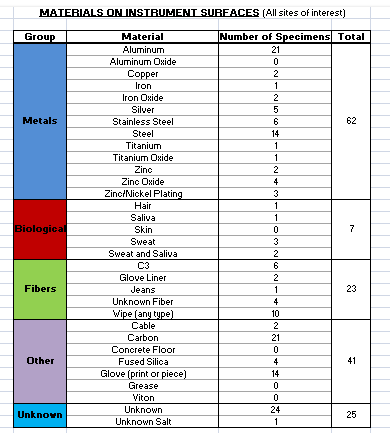 MATERIALS ON INSTRUMENT SURFACES (All sites of interest)
Group Material Number of Specimens Total
Aluminum 21
Aluminum Oxide 0
Copper 2
Iron 1
Iron Oxide 2
Silver 5
Metals Stainless Steel 6 62
Steel 14
Titanium 1
Titanium Oxide 1
Zinc 2
Zinc Oxide 4
Zinc/Nickel Plating 3
Hair 1
Saliva 1
Biological Skin 0 7
Sweat 3
Sweat and Saliva 2
C3 6
Glove Liner 2
Fibers Jeans 1 23
Unknown Fiber 4
Wipe (any type) 10
Cable 2
Carbon 21
Concrete Floor 0
Other Fused Silica 4 41
Glove (print or piece) 14
Grease 0
Viton 0
Unknown Unknown 24 25
Unknown Salt 1